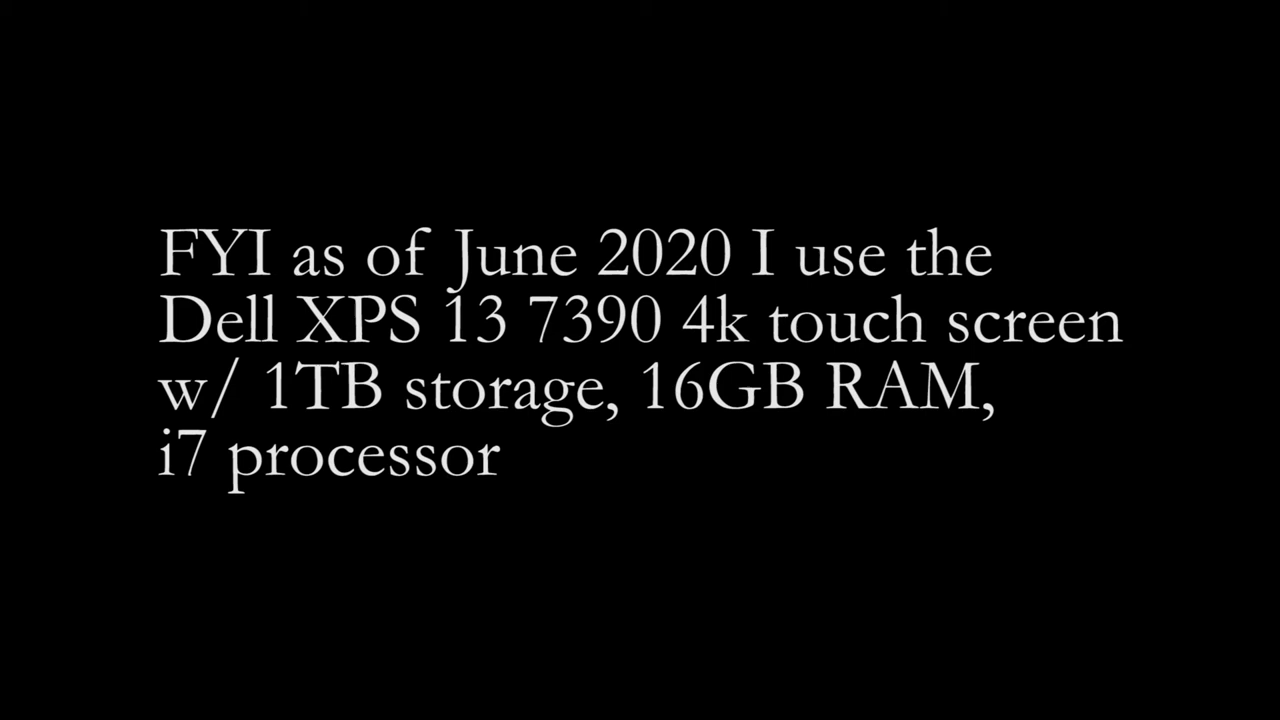 FYI as of June 2020 I use the
Dell XPS 13 7390 4k touch screen
w/ 1TB storage, 16GB RAM,
i7 processor